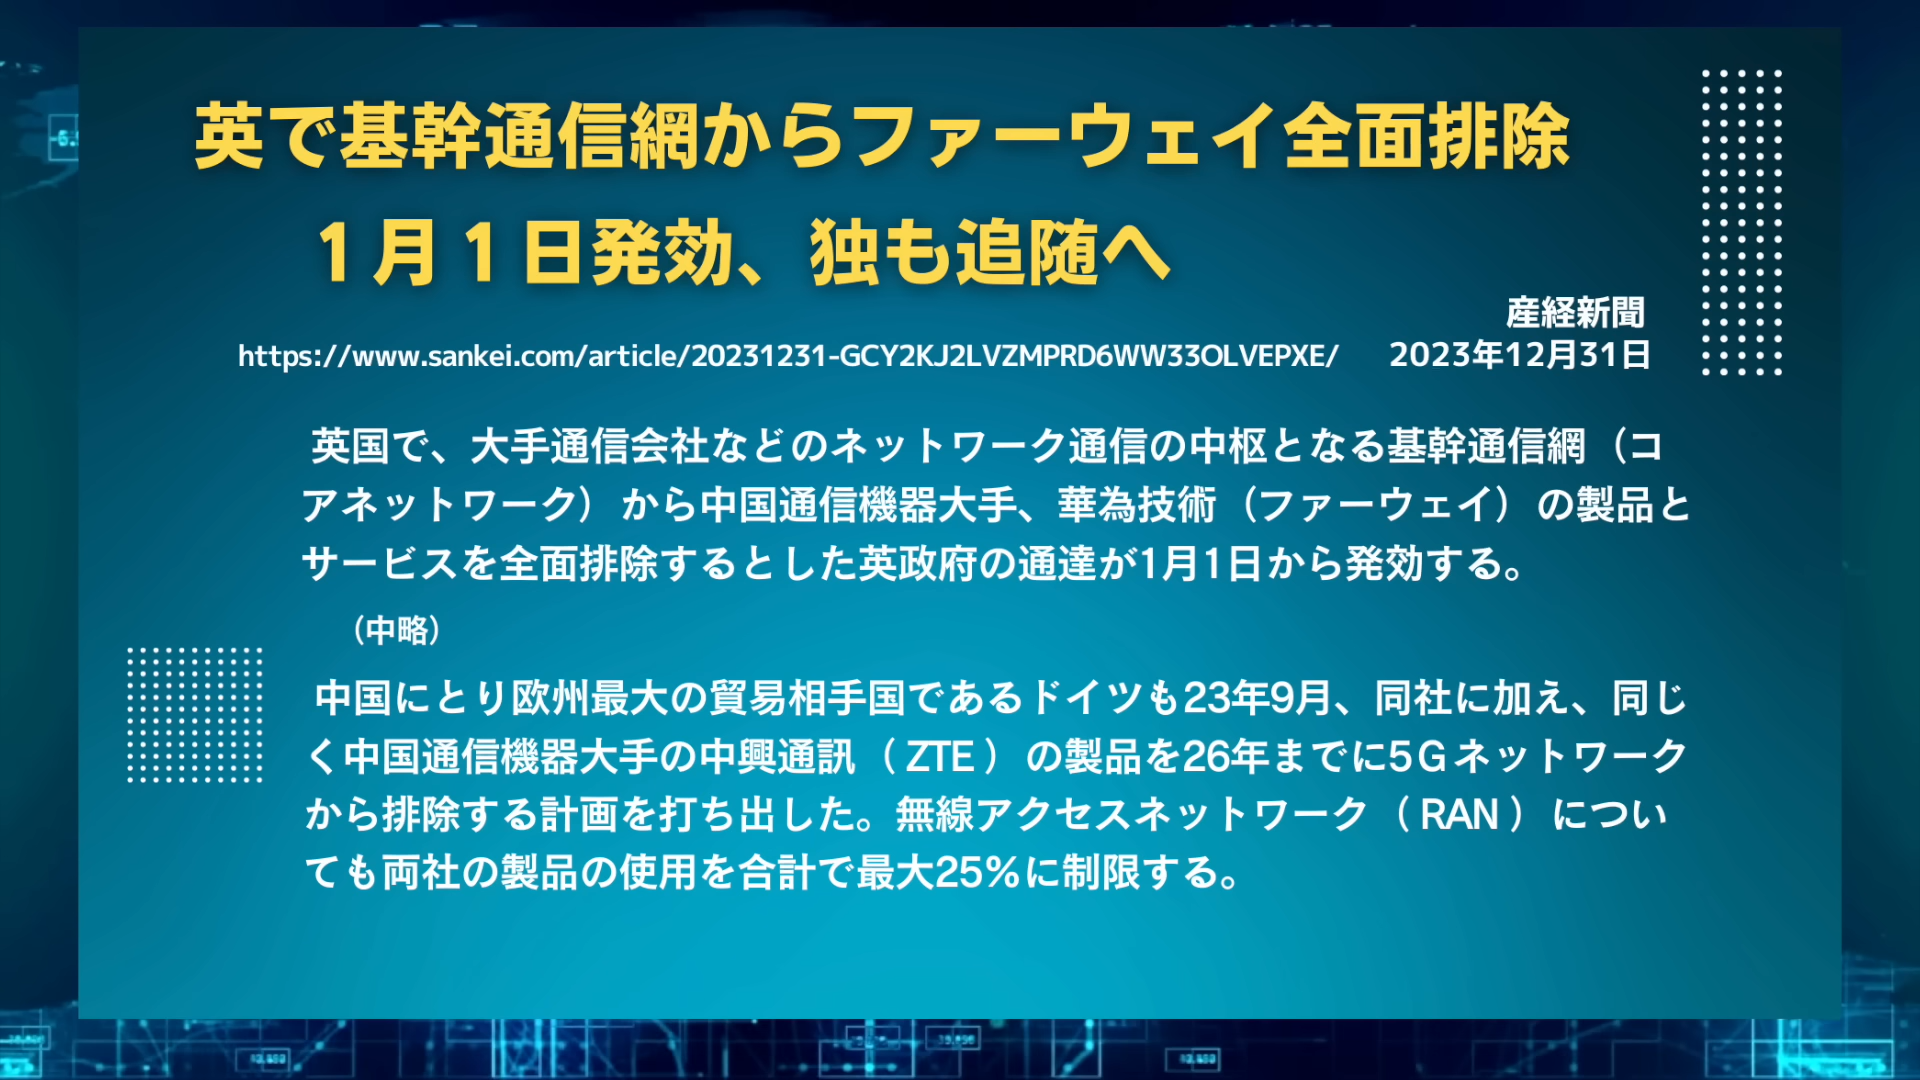 英で基幹通信網からファーウェイ全面排除
１月１日発効、独も追随へ
産経新聞
https://www.sankei.com/article/20231231-GCY2KJ2LVZMPRD6WW33OLVEPXE/ 2023年12月31日
英国で、大手通信会社などのネットワーク通信の中枢となる基幹通信網（コ
アネットワーク）から中国通信機器大手、華為技術（ファーウェイ）の製品と
サービスを全面排除するとした英政府の通達が1月1日から発効する。
（中略）
中国にとり欧州最大の貿易相手国であるドイツも23年9月、同社に加え、同じ
く中国通信機器大手の中興通訊（ZTE）の製品を26年までに5Ｇネットワーク
から排除する計画を打ち出した。無線アクセスネットワーク（RAN）につい
ても両社の製品の使用を合計で最大25％に制限する。